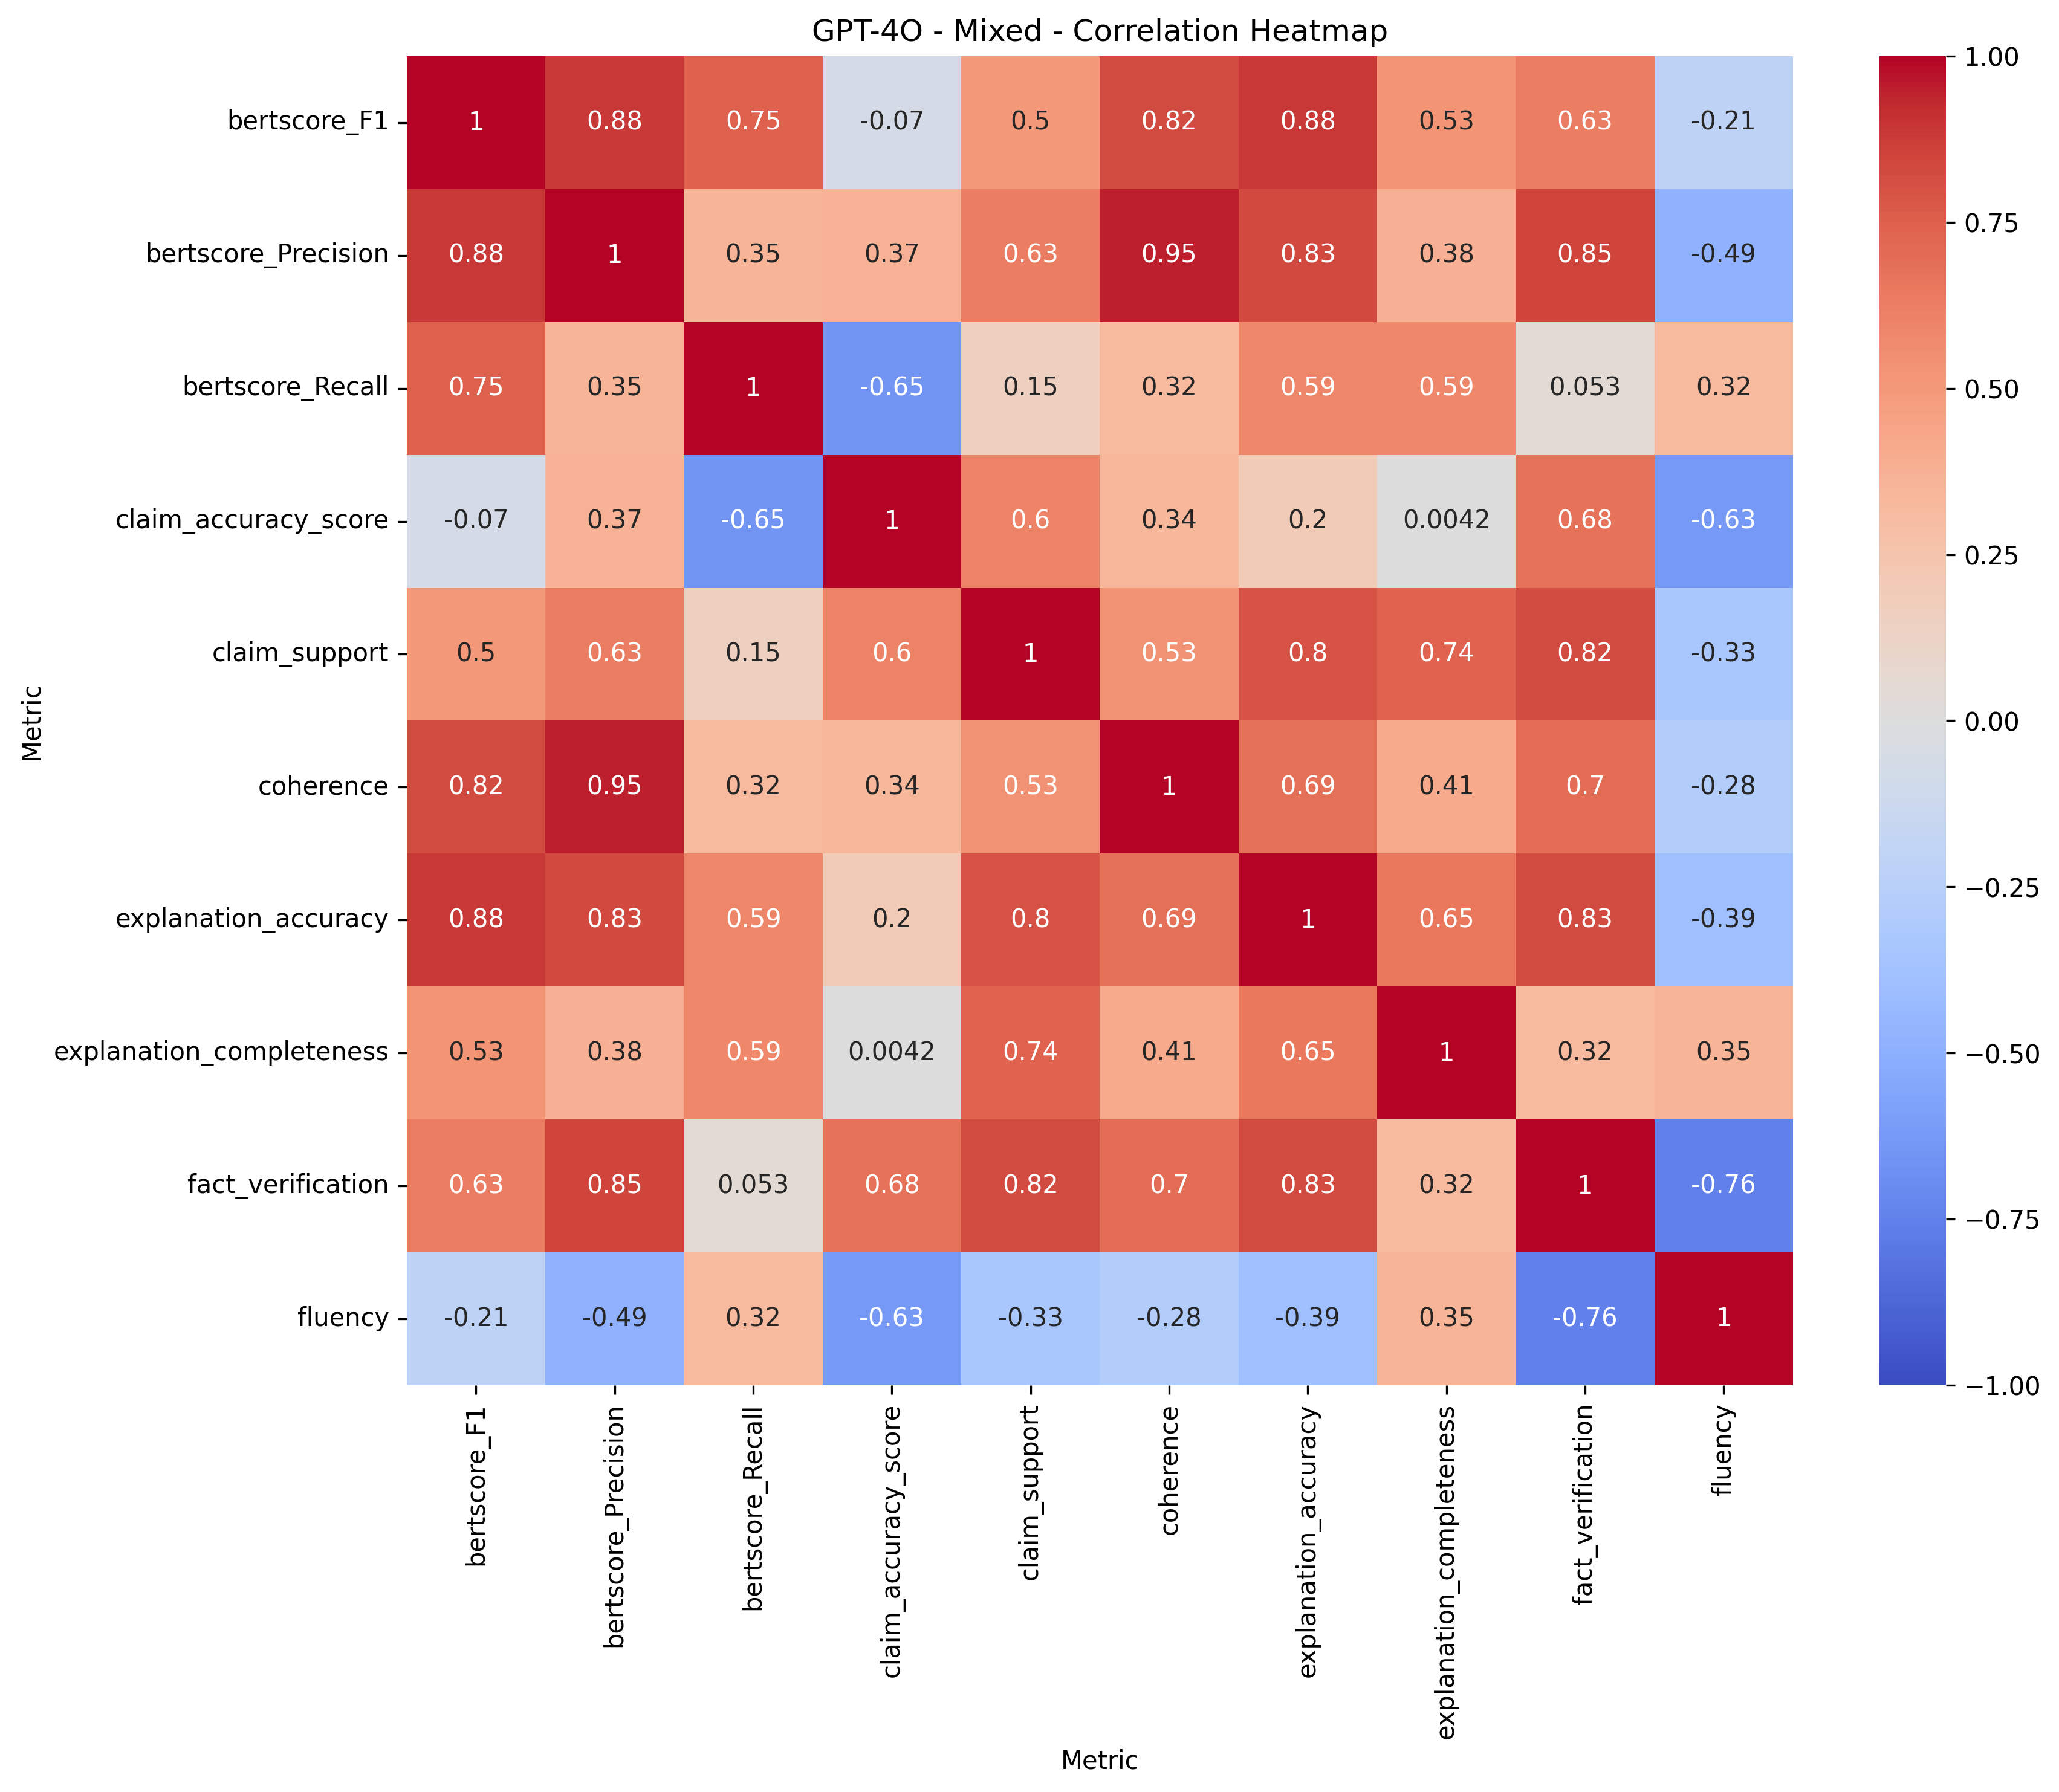 GPT-4O - Mixed - Correlation Heatmap
bertscore_F1 1 0.88 0.75 -0.07 0.5 0.82 0.88 0.53 0.63 -0.21
bertscore_Precision 0.88 1 0.35 0.37 0.63 0.95 0.83 0.38 0.85 -0.49
bertscore_Recall 0.75 0.35 1 -0.65 0.15 0.32 0.59 0.59 0.053 0.32
claim_accuracy_score -0.07 0.37 -0.65 1 0.6 0.34 0.2 0.0042 0.68 -0.63
claim_support 0.5 0.63 0.15 0.6 1 0.53 0.8 0.74 0.82 -0.33
coherence 0.82 0.95 0.32 0.34 0.53 1 0.69 0.41 0.7 -0.28
explanation_accuracy 0.88 0.83 0.59 0.2 0.8 0.69 1 0.65 0.83 -0.39
explanation_completeness 0.53 0.38 0.59 0.0042 0.74 0.41 0.65 1 0.32 0.35
fact_verification 0.63 0.85 0.053 0.68 0.82 0.7 0.83 0.32 1 -0.76
fluency -0.21 -0.49 0.32 -0.63 -0.33 -0.28 -0.39 0.35 -0.76 1
Metric
bertscore_F1
bertscore_Precision
bertscore_Recall
claim_accuracy_score
claim_support
coherence
explanation_accuracy
explanation_completeness
fact_verification
fluency
Metric
1.00
0.75
0.50
0.25
0.00
−0.25
−0.50
−0.75
−1.00